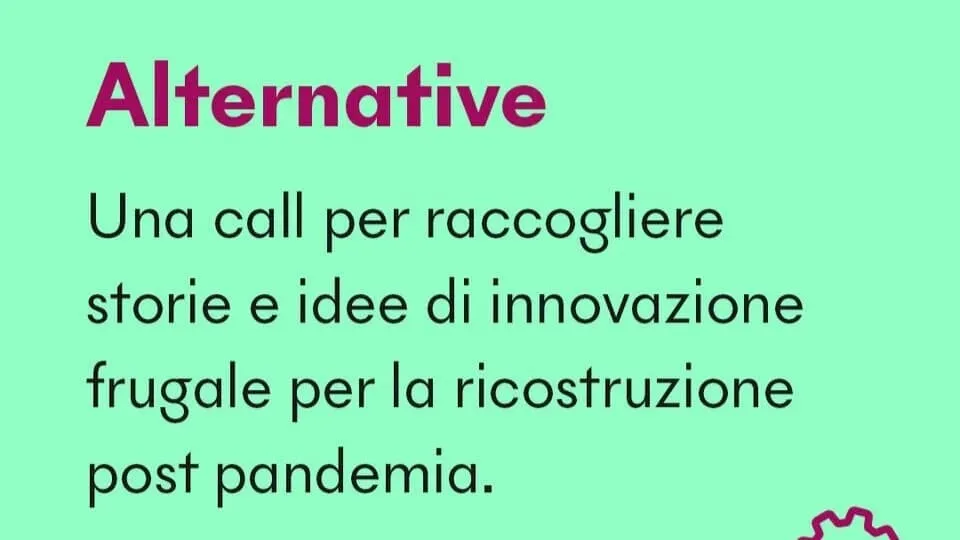 Alternative
Una call per raccogliere
storie e idee di innovazione
frugale per la ricostruzione
post pandemia.